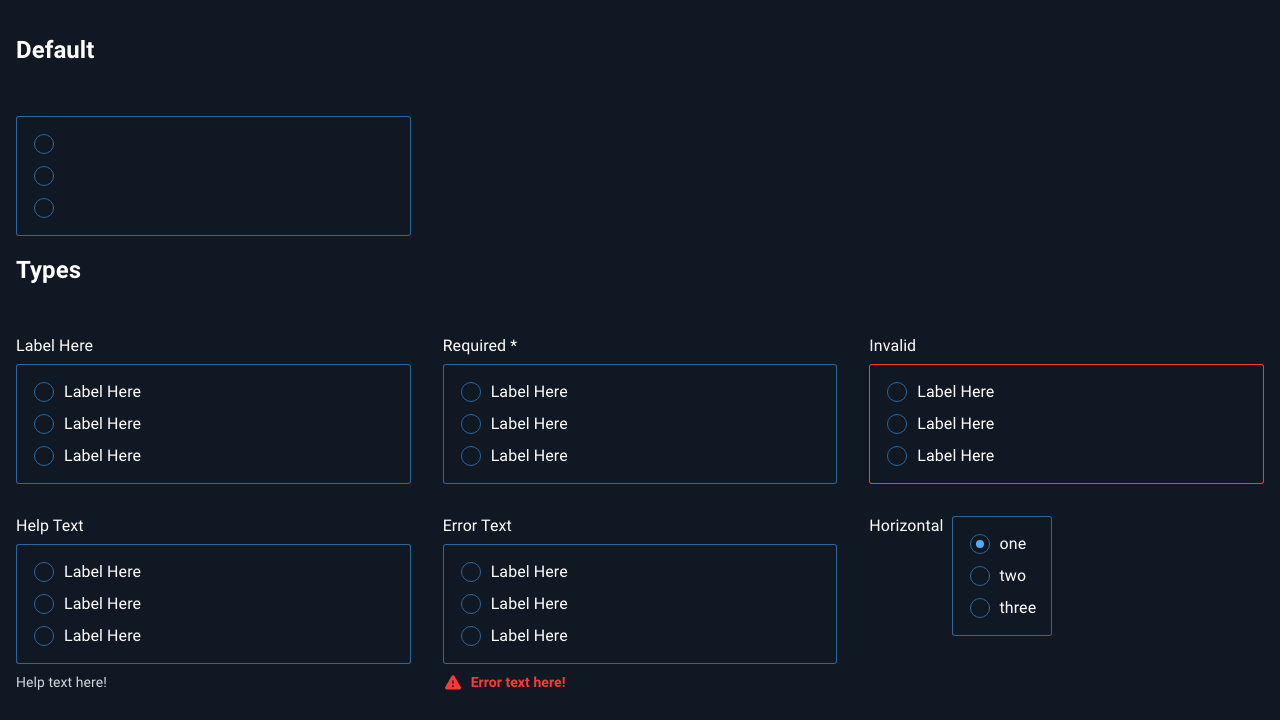 Default
Types
Label Here
Label Here
Label Here
Label Here
Required *
Label Here
Label Here
Label Here
Invalid
Label Here
Label Here
Label Here
Help Text
Label Here
Label Here
Label Here
Help text here!
Error Text
Label Here
Label Here
Label Here
Error text here!
Horizontal
one
two
three